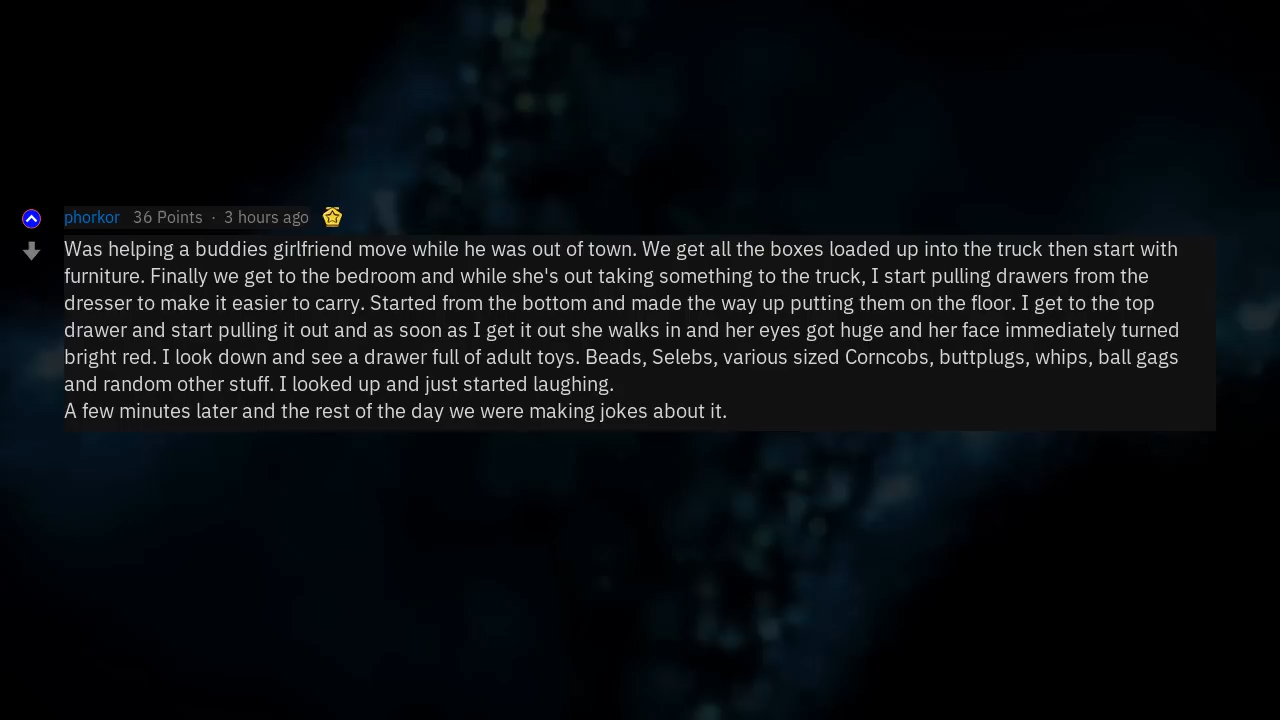 phorkor 36 Points · 3 hours ago
Was helping a buddies girlfriend move while he was out of town. We get all the boxes loaded up into the truck then start with
furniture. Finally we get to the bedroom and while she's out taking something to the truck, I start pulling drawers from the
dresser to make it easier to carry. Started from the bottom and made the way up putting them on the floor. I get to the top
drawer and start pulling it out and as soon as I get it out she walks in and her eyes got huge and her face immediately turned
bright red. I look down and see a drawer full of adult toys. Beads, Selebs, various sized Corncobs, buttplugs, whips, ball gags
and random other stuff. I looked up and just started laughing.
A few minutes later and the rest of the day we were making jokes about it.